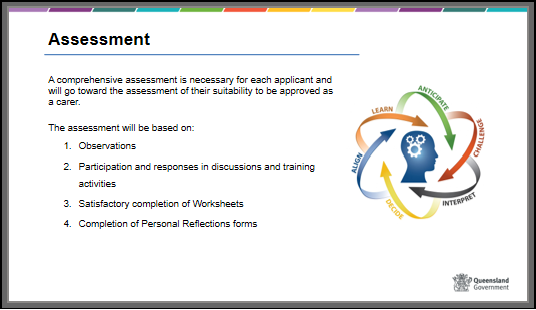 Assessment
A comprehensive assessment is necessary for each applicant and
will go toward the assessment of their suitability to be approved as
a carer.
The assessment will be based on:
1. Observations
2. Participation and responses in discussions and training
activities
3. Satisfactory completion of Worksheets
4. Completion of Personal Reflections forms
ANTICIPATE
CHALLENGE
INTERPRET
DECIDE
ALIGN
LEARN
Queensland
Government